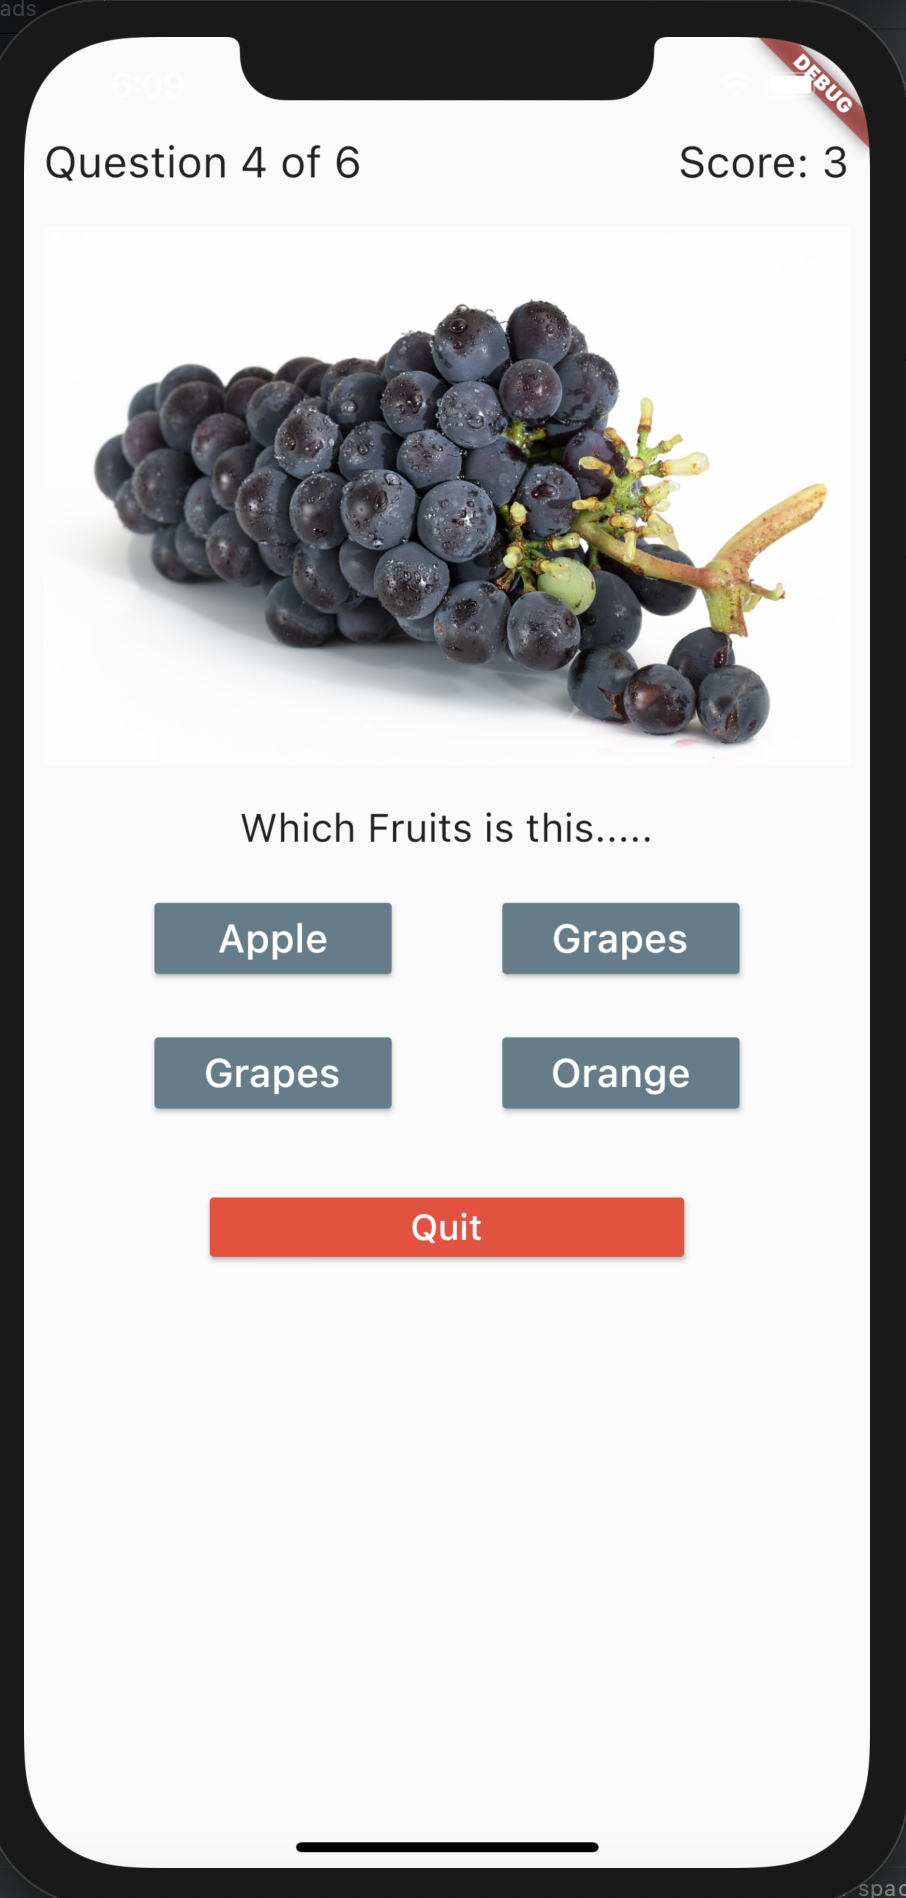 ads
6:09
DEBUG
Question 4 of 6
Score: 3
Which Fruits is this.....
Apple
Grapes
Grapes
Orange
Quit
spac